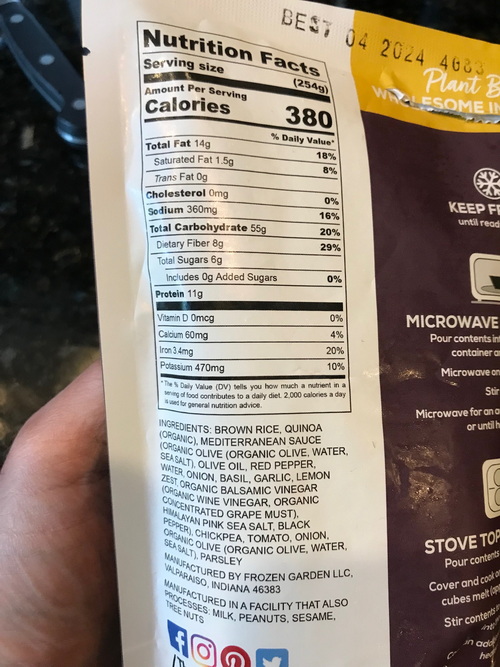 BEST 04 2024 4G83
Plant B
WHOLESOME IN
Nutrition Facts
Serving size (254g)
Amount Per Serving
Calories 380
% Daily Value*
Total Fat 14g 18%
Saturated Fat 1.5g 8%
Trans Fat 0g
Cholesterol 0mg 0%
Sodium 360mg 16%
Total Carbohydrate 55g 20%
Dietary Fiber 8g 29%
Total Sugars 6g
Includes 0g Added Sugars 0%
Protein 11g
Vitamin D 0mcg 0%
Calcium 60mg 4%
Iron 3.4mg 20%
Potassium 470mg 10%
*The % Daily Value (DV) tells you how much a nutrient in a
serving of food contributes to a daily diet. 2,000 calories a day
is used for general nutrition advice.
INGREDIENTS: BROWN RICE, QUINOA
(ORGANIC), MEDITERRANEAN SAUCE
(ORGANIC OLIVE (ORGANIC OLIVE, WATER,
SEA SALT), OLIVE OIL, RED PEPPER,
WATER, ONION, BASIL, GARLIC, LEMON
ZEST, ORGANIC BALSAMIC VINEGAR
(ORGANIC WINE VINEGAR, ORGANIC
CONCENTRATED GRAPE MUST),
HIMALAYAN PINK SEA SALT, BLACK
PEPPER), CHICKPEA, TOMATO, ONION,
ORGANIC OLIVE (ORGANIC OLIVE, WATER,
SEA SALT), PARSLEY
MANUFACTURED BY FROZEN GARDEN LLC,
VALPARAISO, INDIANA 46383
MANUFACTURED IN A FACILITY THAT ALSO
PROCESSES: MILK, PEANUTS, SESAME,
TREE NUTS
KEEP FR
until read
MICROWAVE
Pour contents int
container an
Microwave on
Stir
Microwave for an a
or until h
STOVE TOP
Pour contents
Cover and cook o
cubes melt (ap
Stir contents